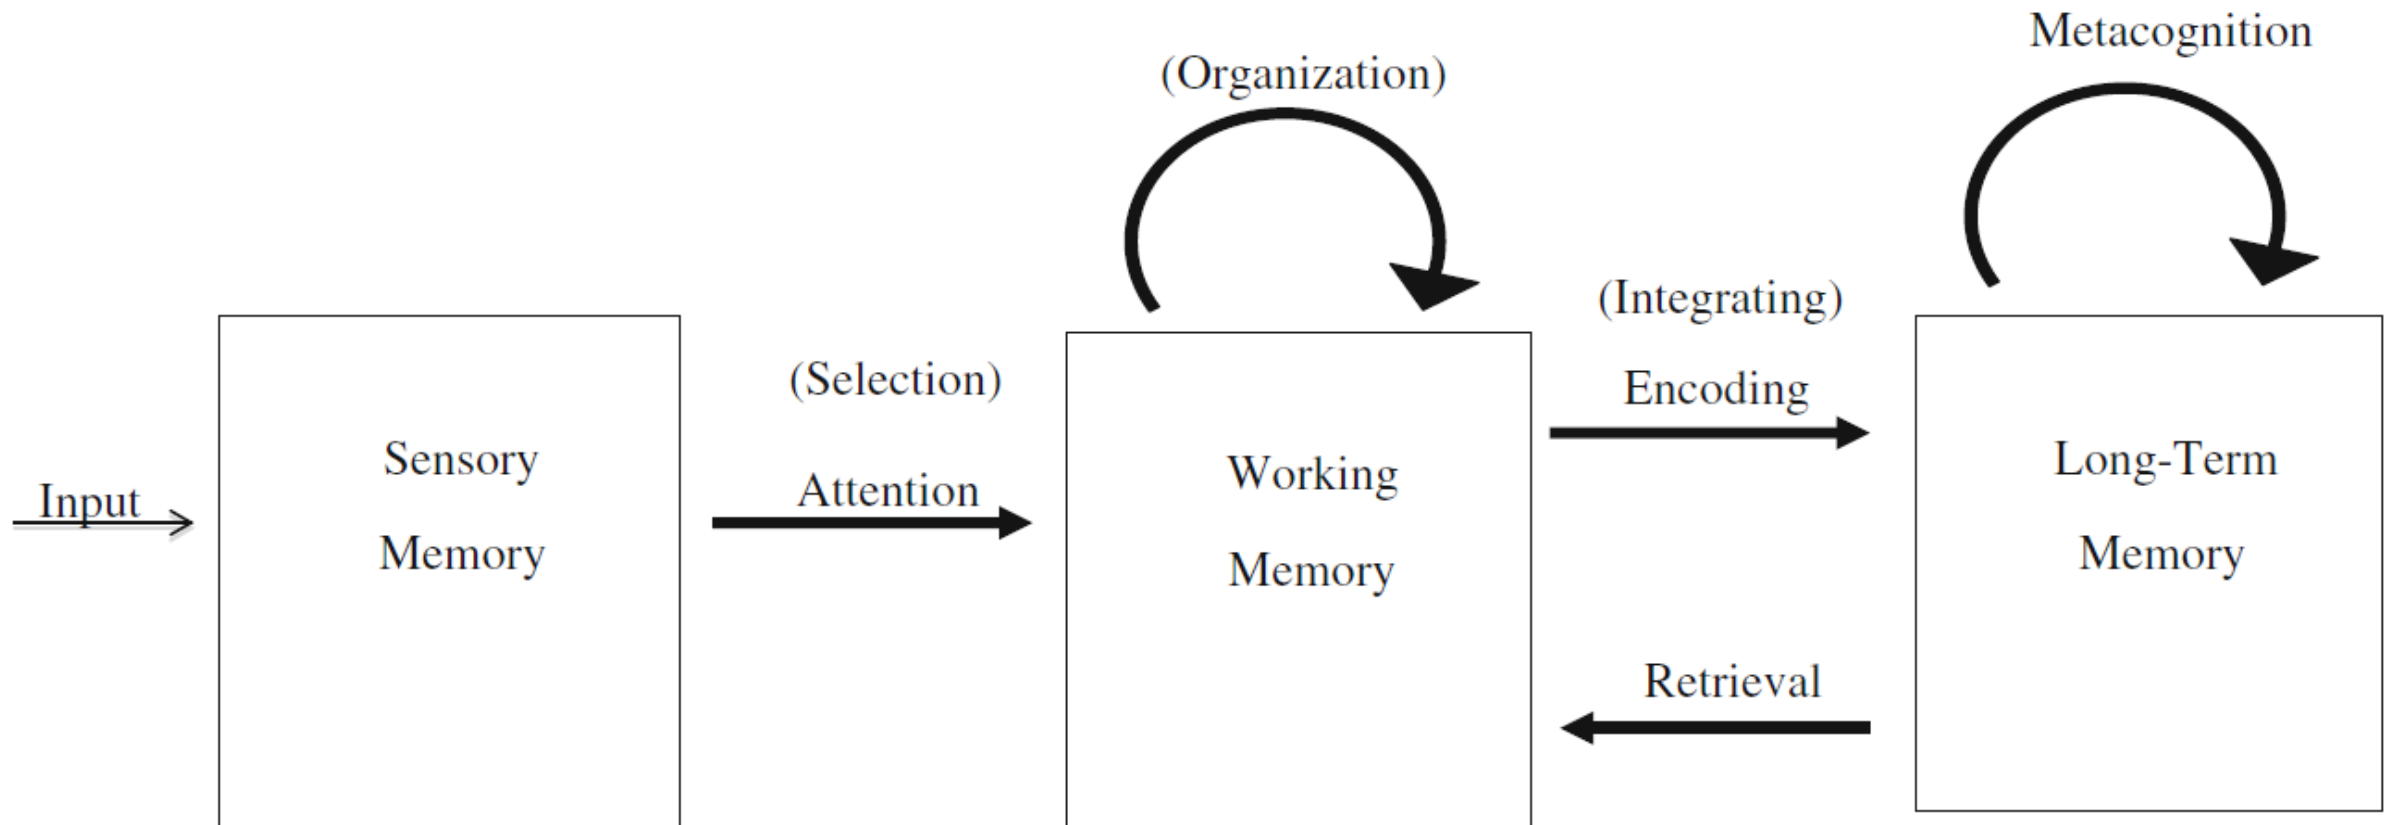 Input
Sensory
Memory
(Selection)
Attention
(Organization)
Working
Memory
(Integrating)
Encoding
Retrieval
Metacognition
Long-Term
Memory